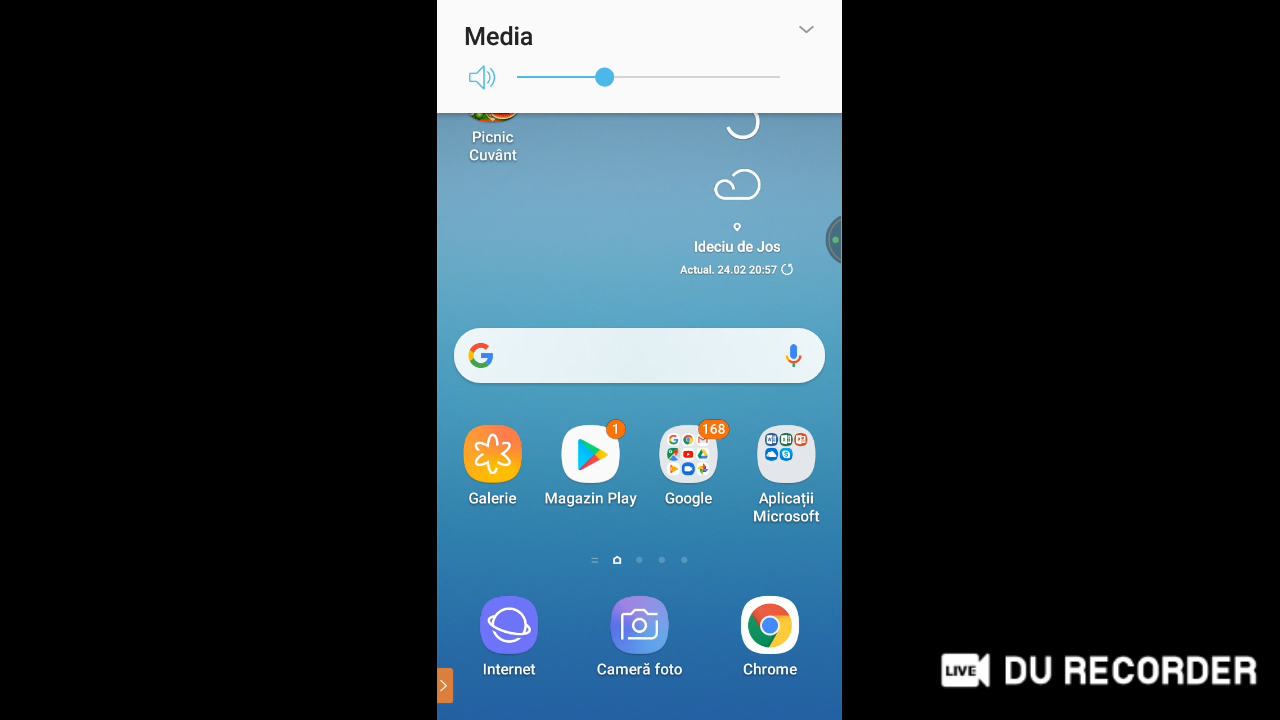 Media
Picnic
Cuvânt
Ideciu de Jos
Actual. 24.02 20:57
1
168
Galerie
Magazin Play
Google
Aplicații
Microsoft
Internet
Cameră foto
Chrome
LIVE DU RECORDER